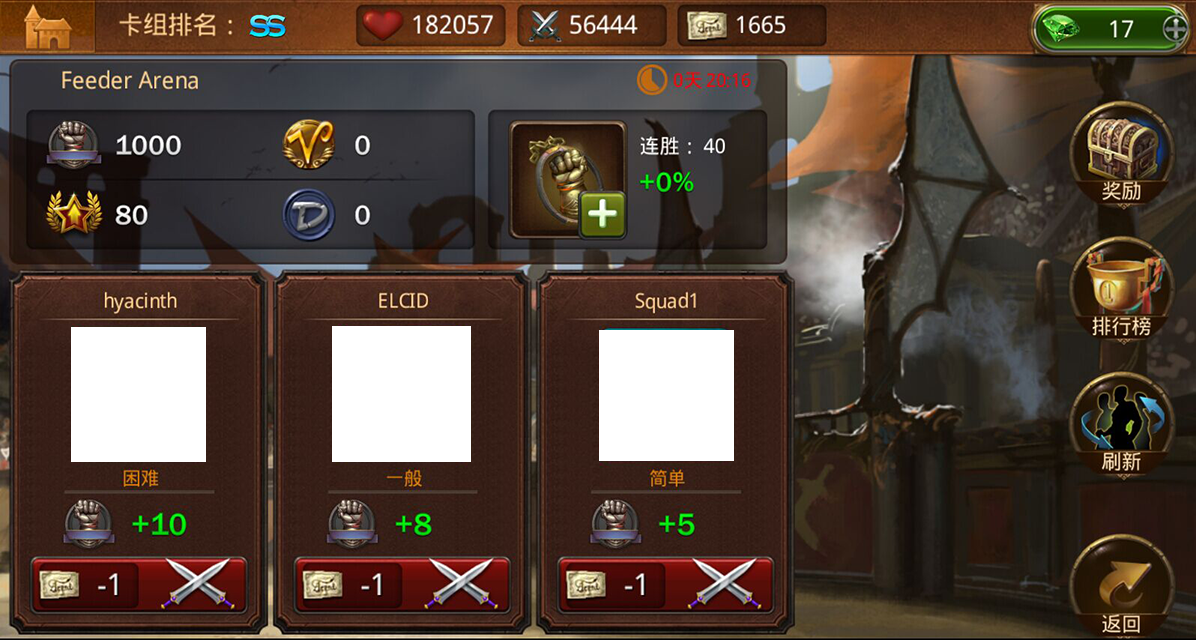 卡组排名： SS 182057 56444 1665 17
Feeder Arena 0天 20:16
1000 0 连胜： 40
+0%
80 0
奖励
hyacinth ELCID Squad1
排行榜
困难 一般 简单
刷新
+10 +8 +5
-1 -1 -1
返回